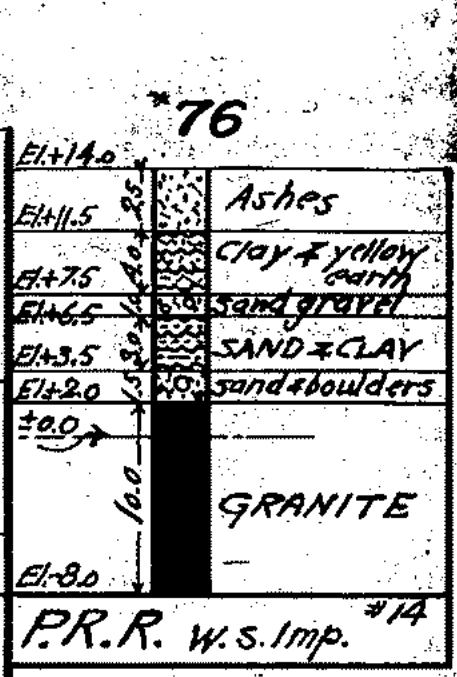 *76
El.+14.0
2.5 Ashes
El.+11.5
4.0 Clay & yellow earth
El.+7.5
1.0 sand gravel
El.+6.5
3.0 SAND & CLAY
El.+3.5
1.5 sand & boulders
El.+2.0
±0.0
10.0 GRANITE
El.-8.0
P.R.R. W.S. Imp. #14